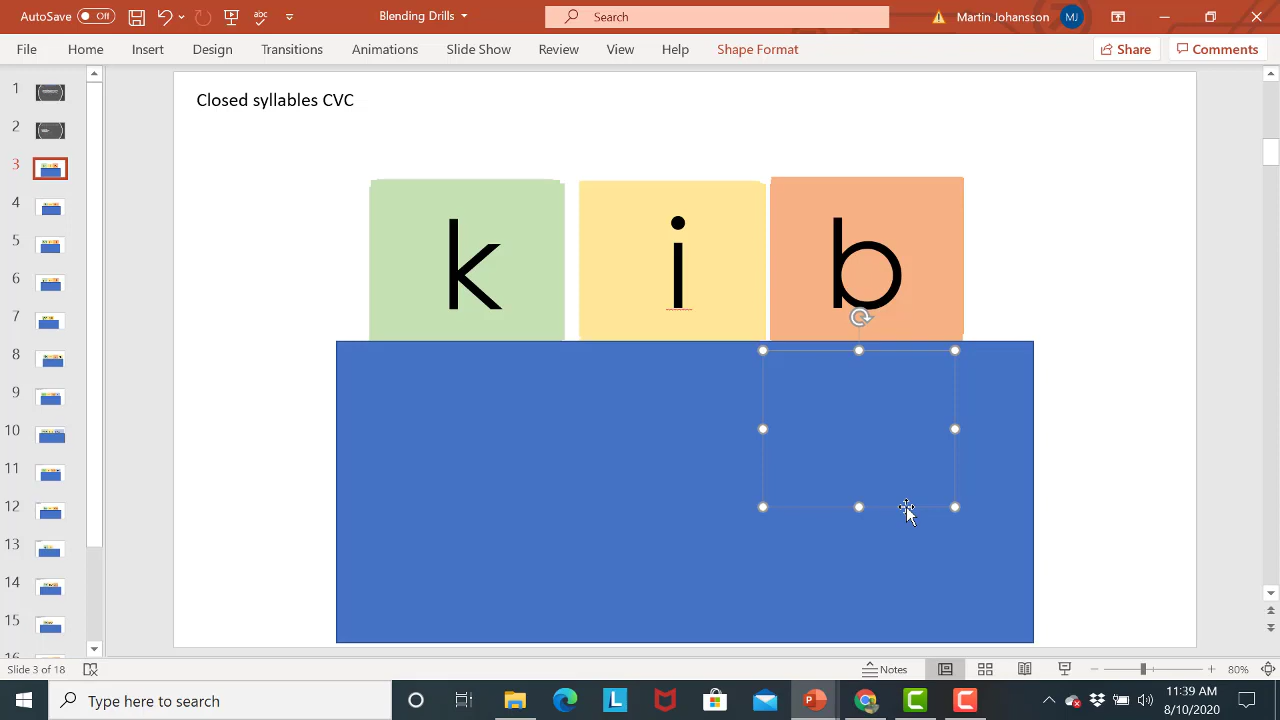 AutoSave Off
Blending Drills
Search
Martin Johansson MJ
File Home Insert Design Transitions Animations Slide Show Review View Help Shape Format
Share Comments
1
2
3
4
5
6
7
8
9
10
11
12
13
14
15
Closed syllables CVC
k i b
Slide 3 of 18
Notes
80%
Type here to search
11:39 AM
8/10/2020